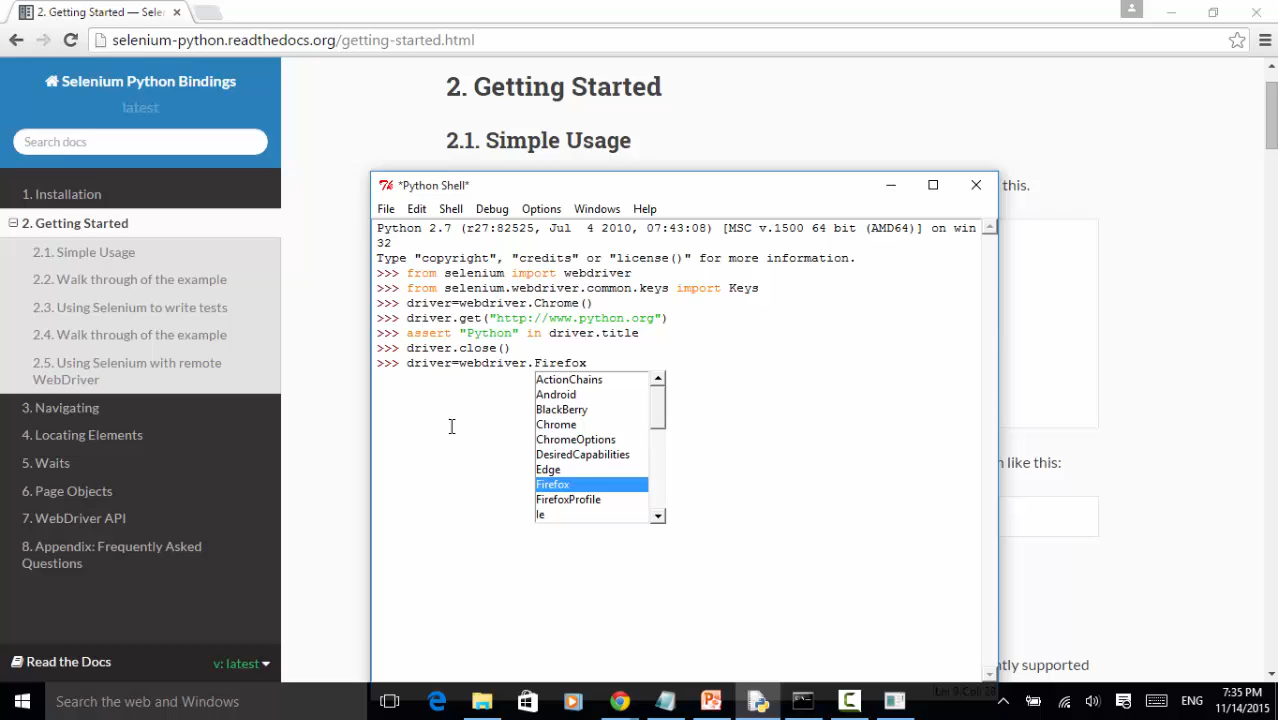 2. Getting Started — Sele
selenium-python.readthedocs.org/getting-started.html
Selenium Python Bindings
latest
Search docs
1. Installation
2. Getting Started
2.1. Simple Usage
2.2. Walk through of the example
2.3. Using Selenium to write tests
2.4. Walk through of the example
2.5. Using Selenium with remote
WebDriver
3. Navigating
4. Locating Elements
5. Waits
6. Page Objects
7. WebDriver API
8. Appendix: Frequently Asked
Questions
Read the Docs
v: latest
2. Getting Started
2.1. Simple Usage
this.
n like this:
ntly supported
*Python Shell*
File Edit Shell Debug Options Windows Help
Python 2.7 (r27:82525, Jul 4 2010, 07:43:08) [MSC v.1500 64 bit (AMD64)] on win
32
Type "copyright", "credits" or "license()" for more information.
>>> from selenium import webdriver
>>> from selenium.webdriver.common.keys import Keys
>>> driver=webdriver.Chrome()
>>> driver.get("http://www.python.org")
>>> assert "Python" in driver.title
>>> driver.close()
>>> driver=webdriver.Firefox
ActionChains
Android
BlackBerry
Chrome
ChromeOptions
DesiredCapabilities
Edge
Firefox
FirefoxProfile
Ie
Search the web and Windows
ENG
7:35 PM
11/14/2015